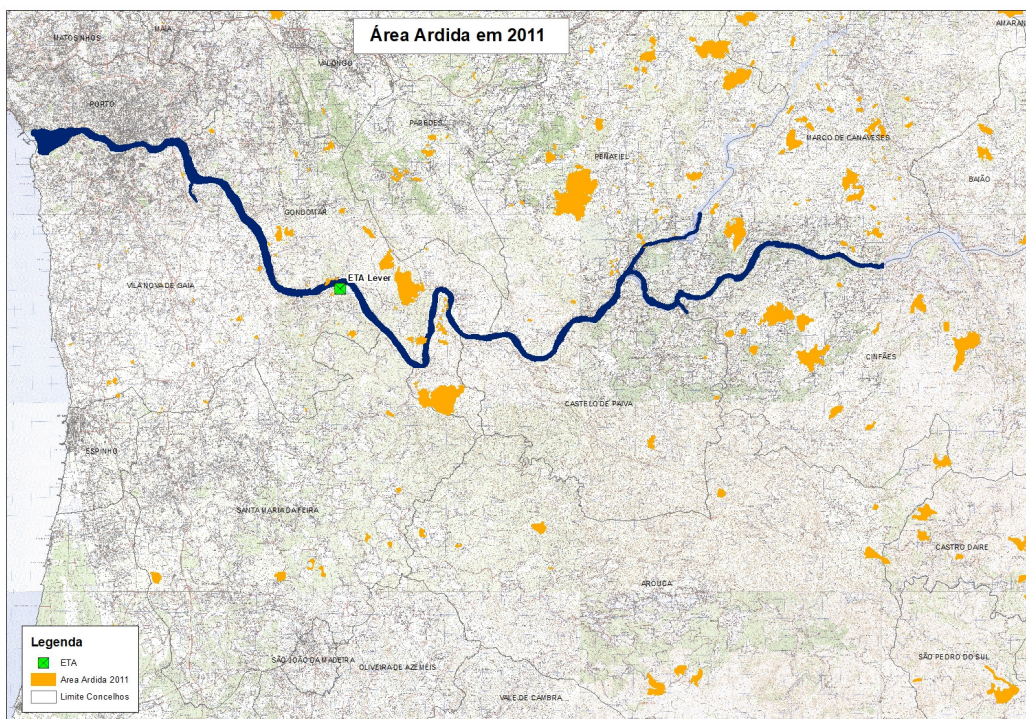 Área Ardida em 2011
MATOSINHOS
MAIA
AMARAN
VALONGO
PORTO
PAREDES
MARCO DE CANAVESES
PENAFIEL
BAIÃO
GONDOMAR
ETA Lever
VILA NOVA DE GAIA
CINFÃES
CASTELO DE PAIVA
ESPINHO
SANTA MARIA DA FEIRA
CASTRO DAIRE
AROUCA
SÃO JOÃO DA MADEIRA
OLIVEIRA DE AZEMÉIS
SÃO PEDRO DO SUL
VALE DE CAMBRA
Legenda
ETA
Area Ardida 2011
Limite Concelhos